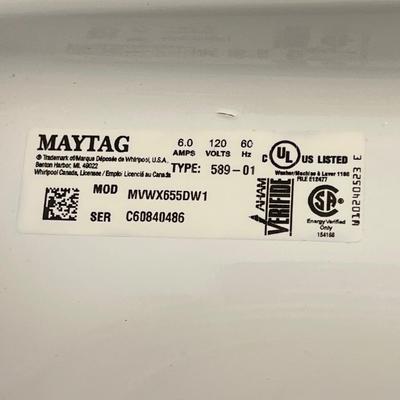 MAYTAG
® Trademark of/Marque Déposée de Whirlpool, U.S.A.
Benton Harbor, MI. 49022
Whirlpool Canada, Licensee / Emploi Licencié au Canada
6.0 120 60
AMPS VOLTS Hz
TYPE: 589-01
MOD MVWX655DW1
SER C60840486
C UL US LISTED
Washer/Machine à Laver 1186
FILE E12477
AHAM
VERIFIDE
SA
Energy Verified
Only
154168
W10240523 E